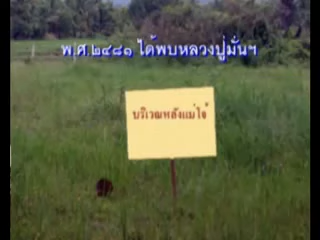 พ.ศ.๒๔๘๑ ได้พบหลวงปู่มั่นฯ
บริเวณหลังแม่โจ้